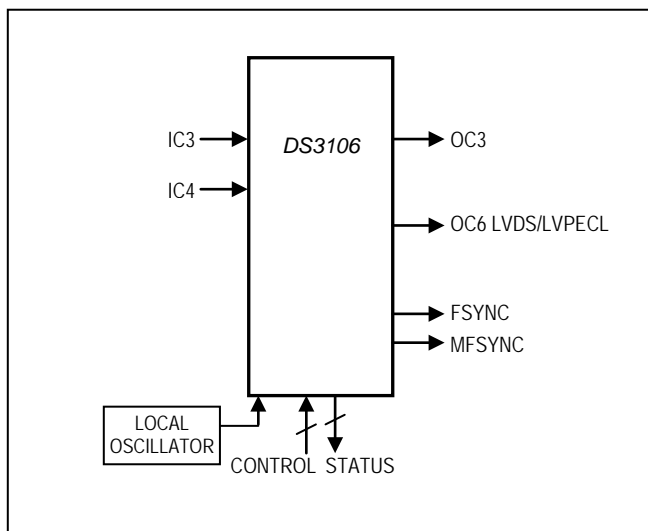 IC3
DS3106
OC3
IC4
OC6 LVDS/LVPECL
FSYNC
MFSYNC
LOCAL
OSCILLATOR
CONTROL STATUS